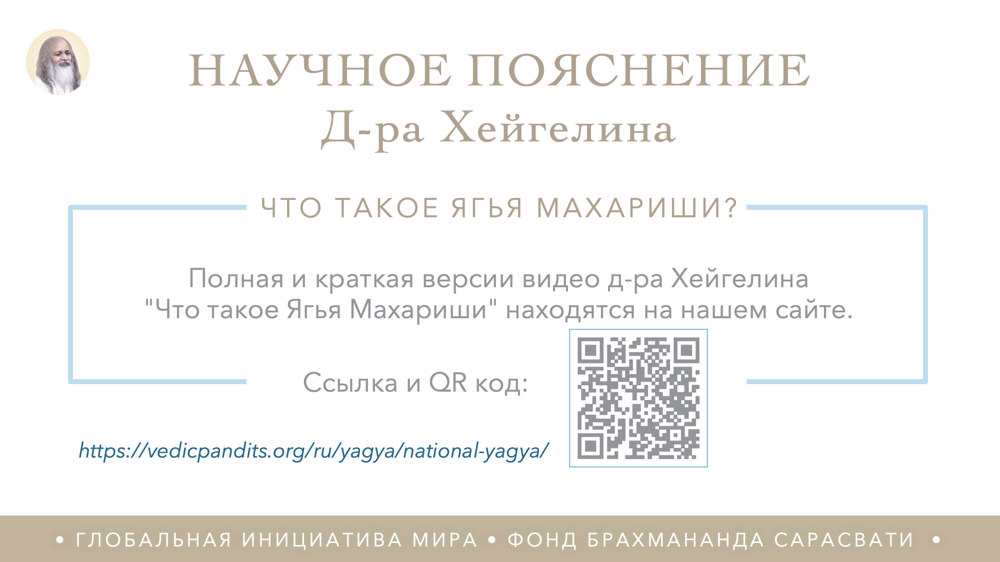 НАУЧНОЕ ПОЯСНЕНИЕ
Д-ра Хейгелина
ЧТО ТАКОЕ ЯГЬЯ МАХАРИШИ?
Полная и краткая версии видео д-ра Хейгелина
"Что такое Ягья Махариши" находятся на нашем сайте.
Ссылка и QR код:
https://vedicpandits.org/ru/yagya/national-yagya/
• ГЛОБАЛЬНАЯ ИНИЦИАТИВА МИРА • ФОНД БРАХМАНАНДА САРАСВАТИ •